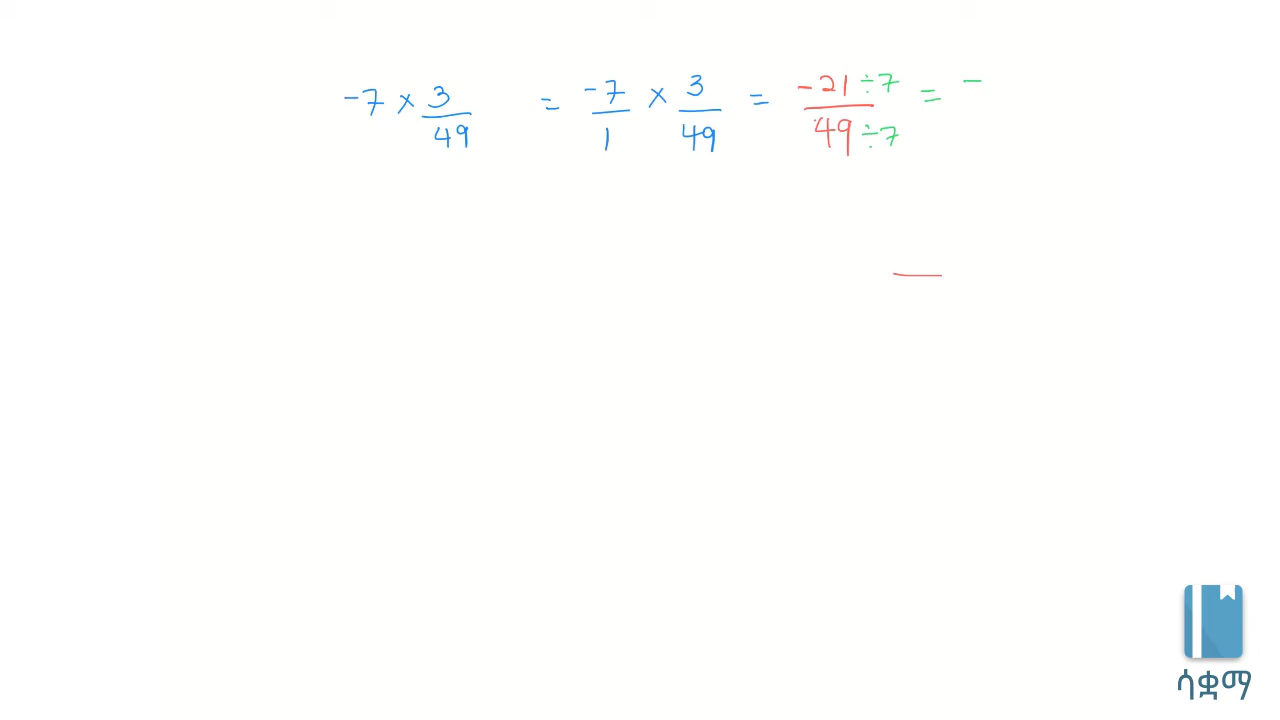 -7 × 3/49 = -7/1 × 3/49 = -21÷7/49÷7 = -
ሳቋማ